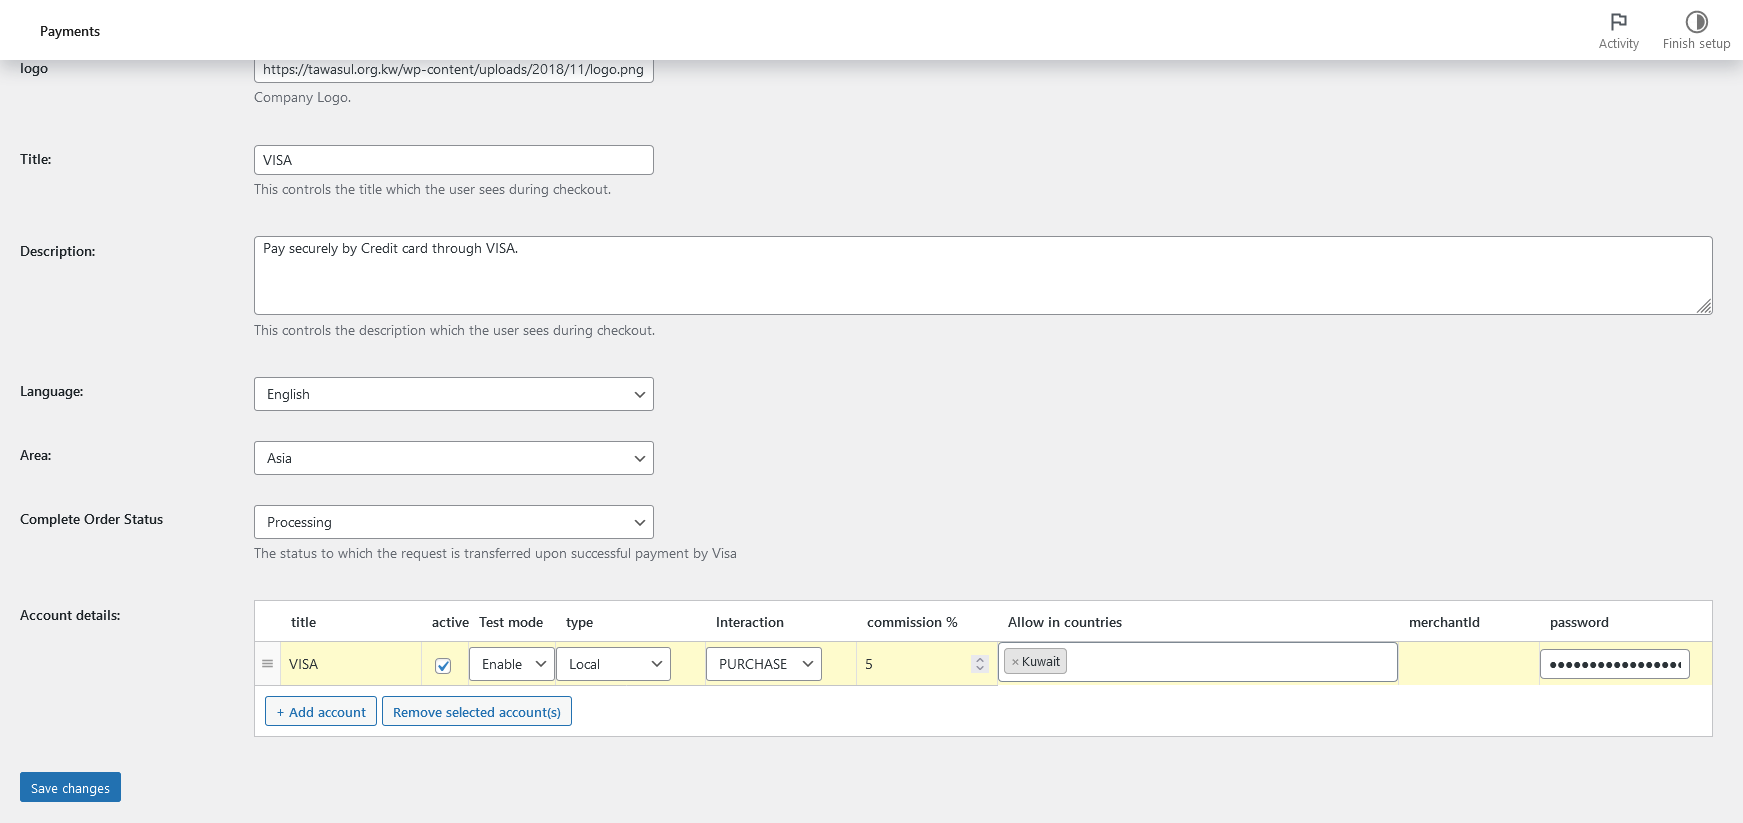 Payments
Activity
Finish setup
logo
https://tawasul.org.kw/wp-content/uploads/2018/11/logo.png
Company Logo.
Title:
VISA
This controls the title which the user sees during checkout.
Description:
Pay securely by Credit card through VISA.
This controls the description which the user sees during checkout.
Language:
English
Area:
Asia
Complete Order Status
Processing
The status to which the request is transferred upon successful payment by Visa
Account details:
title active Test mode type Interaction commission % Allow in countries merchantId password
VISA Enable Local PURCHASE 5 × Kuwait ●●●●●●●●●●●●●●●●●
+ Add account Remove selected account(s)
Save changes